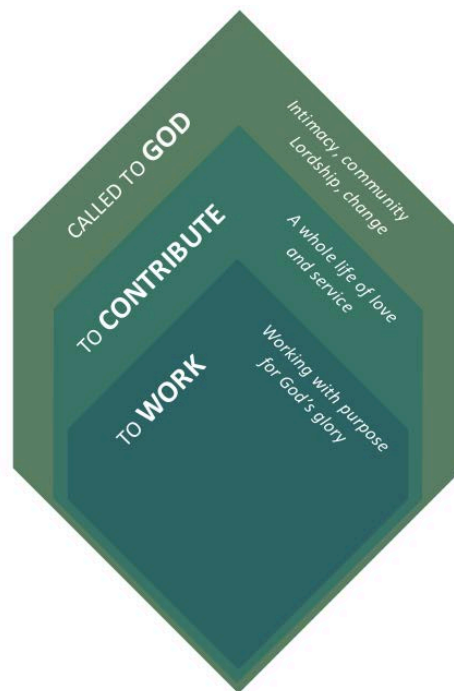 CALLED TO GOD
Intimacy, community
Lordship, change
TO CONTRIBUTE
A whole life of love
and service
TO WORK
Working with purpose
for God's glory